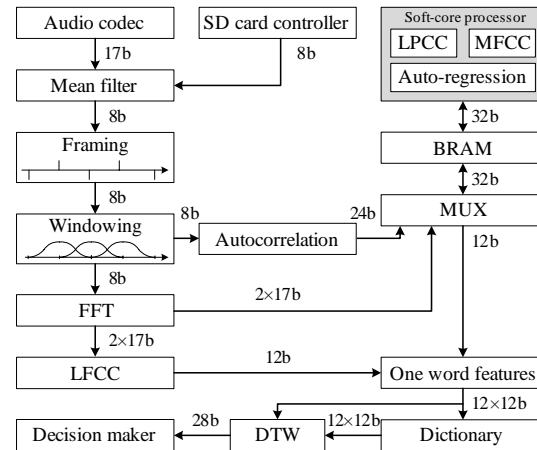 Audio codec
SD card controller
Soft-core processor
LPCC
MFCC
Auto-regression
17b
8b
Mean filter
32b
8b
BRAM
Framing
32b
8b
MUX
Windowing
8b
24b
Autocorrelation
12b
8b
FFT
2×17b
2×17b
LFCC
12b
One word features
12×12b
Decision maker
28b
DTW
12×12b
Dictionary